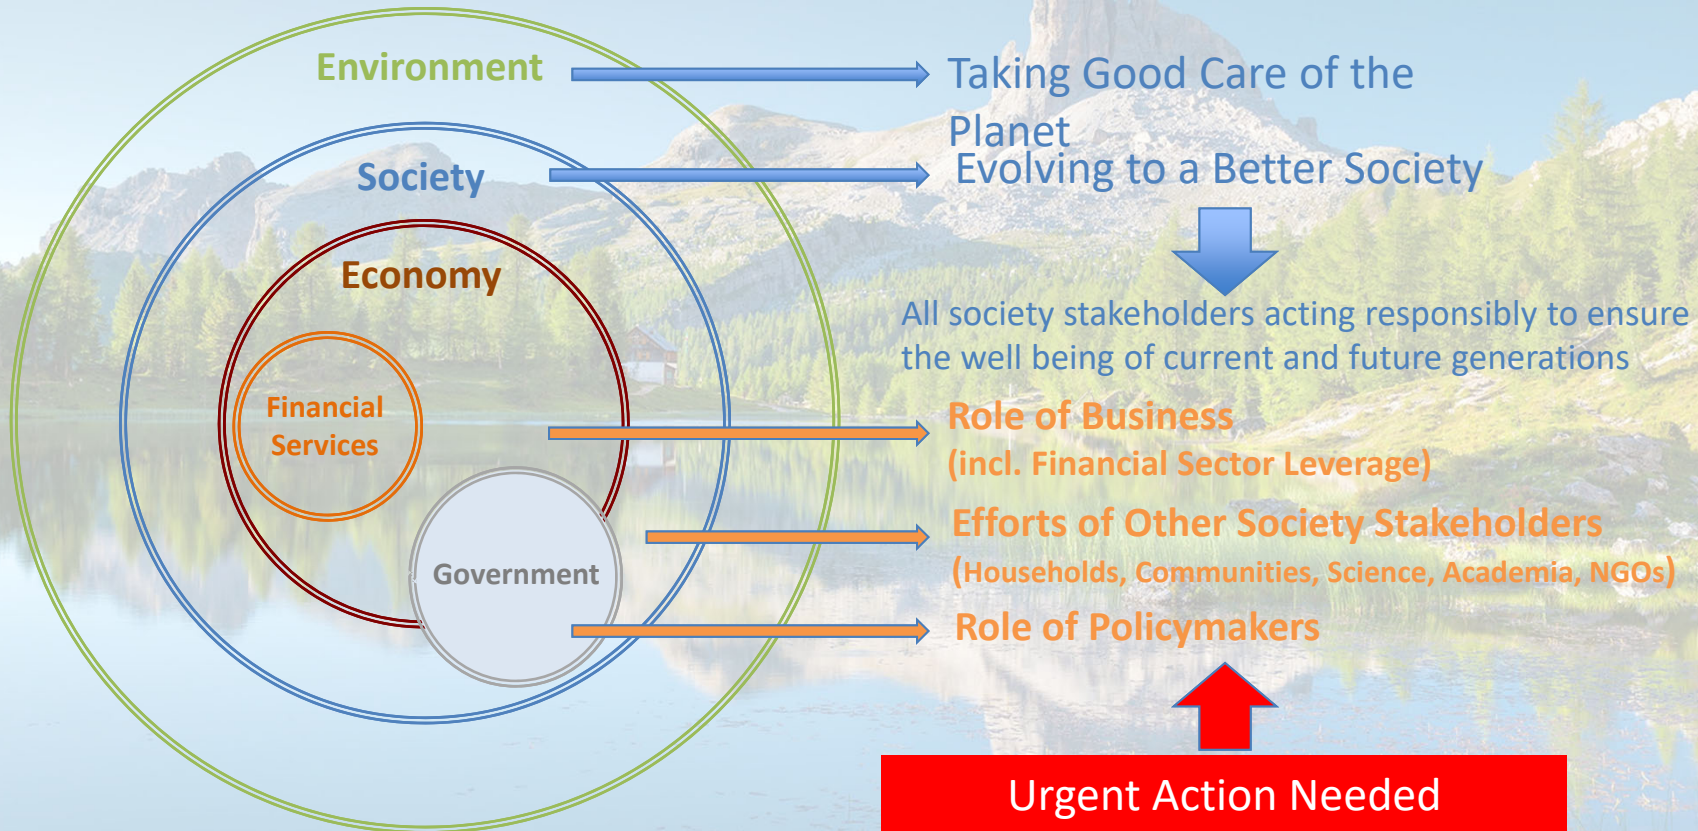 Environment
Taking Good Care of the
Planet
Society
Evolving to a Better Society
Economy
All society stakeholders acting responsibly to ensure
the well being of current and future generations
Financial
Services
Role of Business
(incl. Financial Sector Leverage)
Efforts of Other Society Stakeholders
(Households, Communities, Science, Academia, NGOs)
Government
Role of Policymakers
Urgent Action Needed